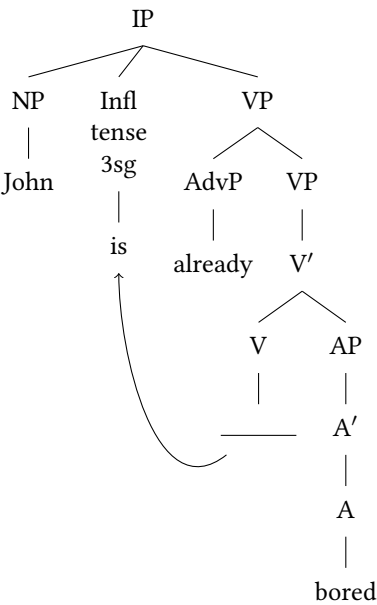 IP
NP Infl VP
tense
3sg
John AdvP VP
is already V′
V AP
A′
A
bored